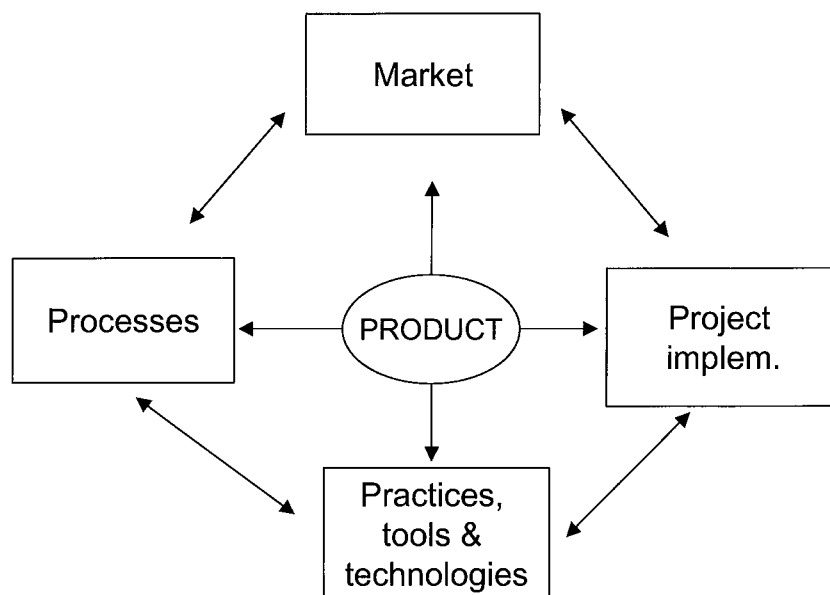 Market
Processes
PRODUCT
Project
implem.
Practices,
tools &
technologies